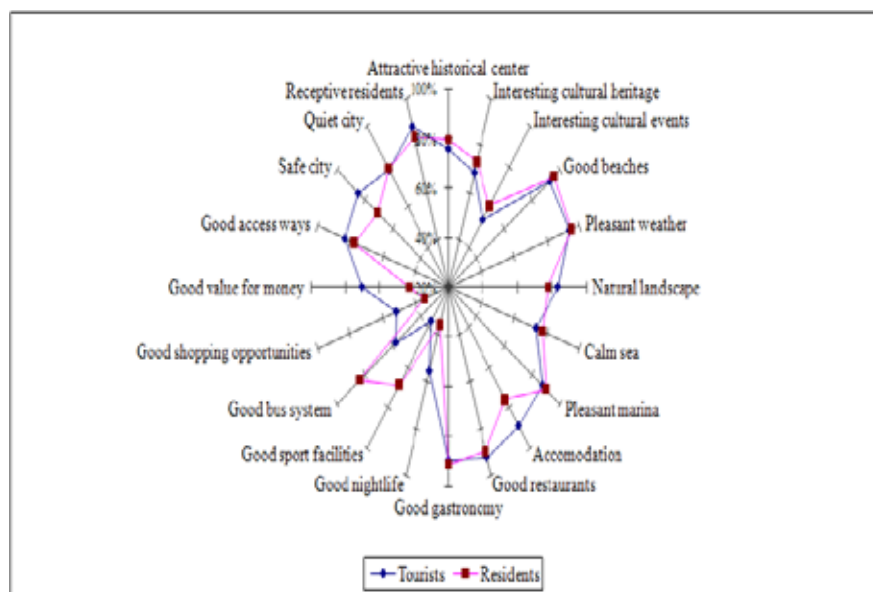 Attractive historical center
100%
Receptive residents
Interesting cultural heritage
Quiet city
Interesting cultural events
80%
Safe city
Good beaches
60%
Good access ways
Pleasant weather
40%
Good value for money
20%
Natural landscape
Good shopping opportunities
Calm sea
Good bus system
Pleasant marina
Good sport facilities
Accomodation
Good nightlife
Good restaurants
Good gastronomy
Tourists
Residents